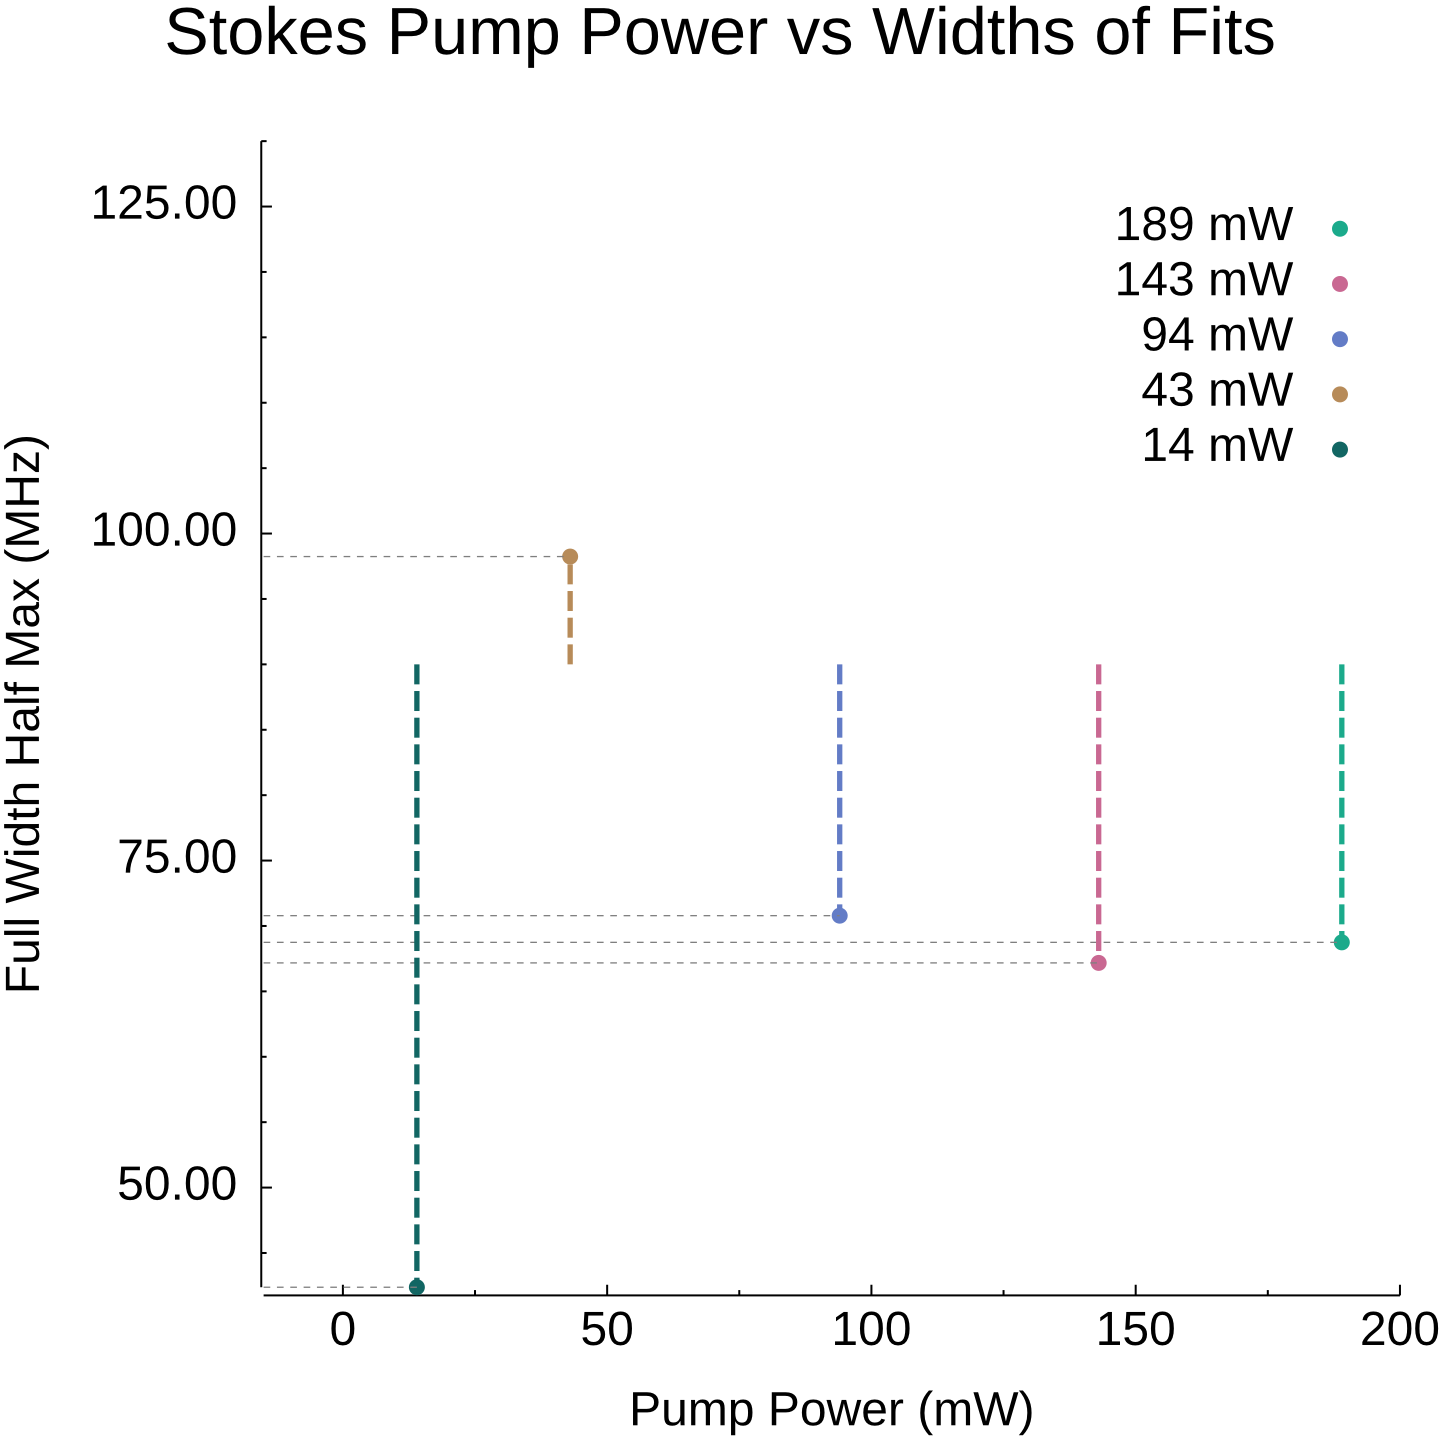 Stokes Pump Power vs Widths of Fits
125.00
100.00
75.00
50.00
Full Width Half Max (MHz)
189 mW
143 mW
94 mW
43 mW
14 mW
0 50 100 150 200
Pump Power (mW)